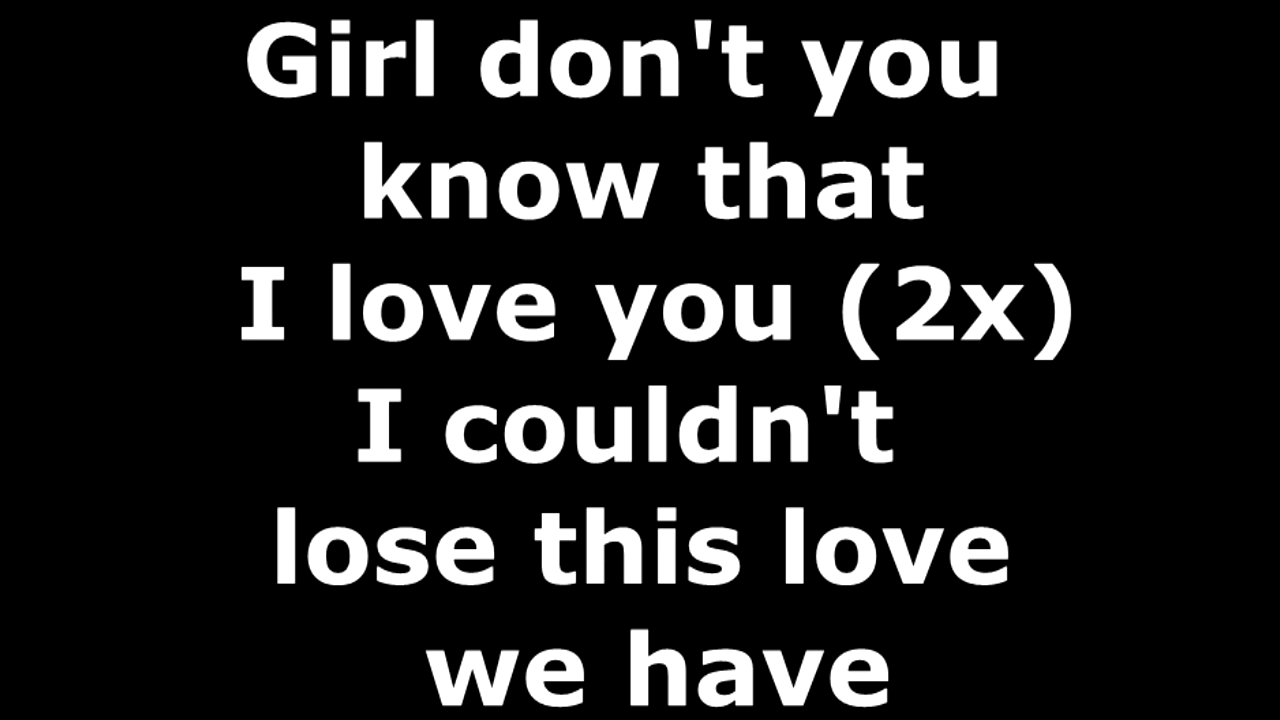 Girl don't you
know that
I love you (2x)
I couldn't
lose this love
we have